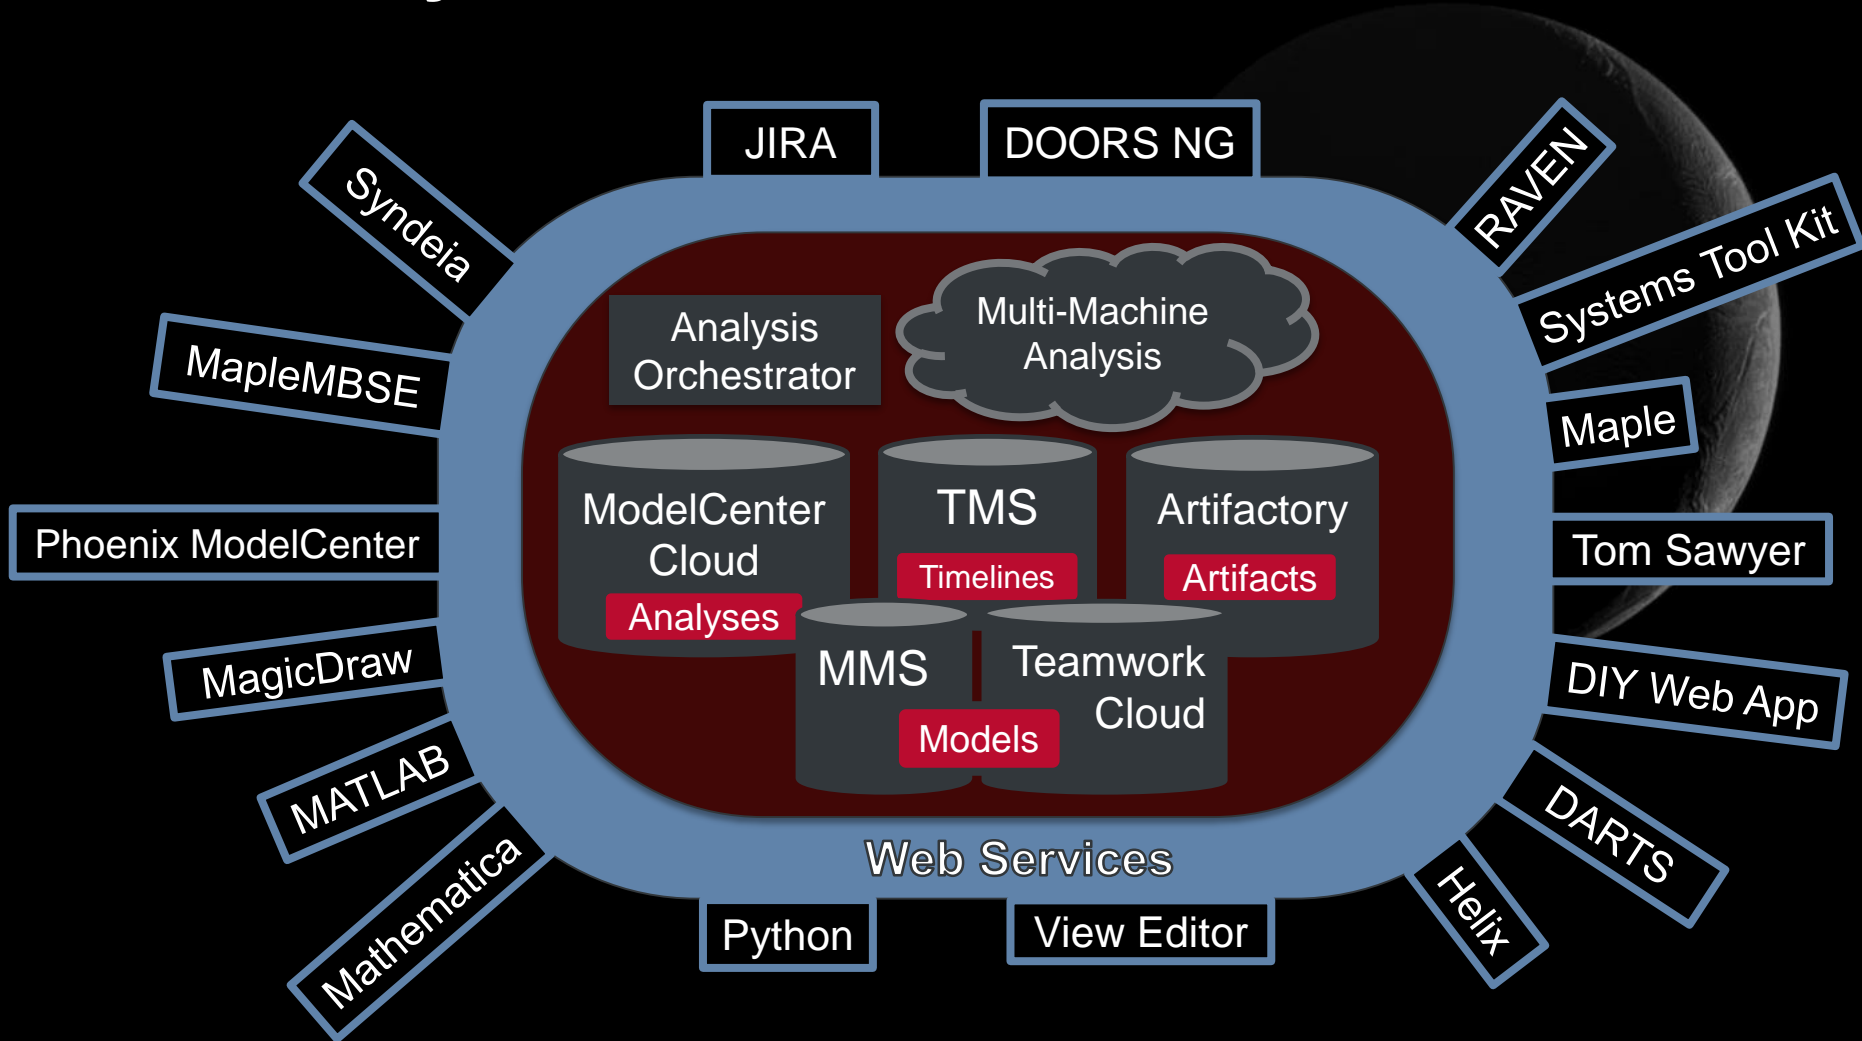 JIRA
DOORS NG
Syndeia
RAVEN
Systems Tool Kit
MapleMBSE
Maple
Phoenix ModelCenter
Tom Sawyer
MagicDraw
DIY Web App
MATLAB
DARTS
Mathematica
Helix
Python
View Editor
Analysis
Orchestrator
Multi-Machine
Analysis
ModelCenter
Cloud
Analyses
TMS
Timelines
Artifactory
Artifacts
MMS
Teamwork
Cloud
Models
Web Services